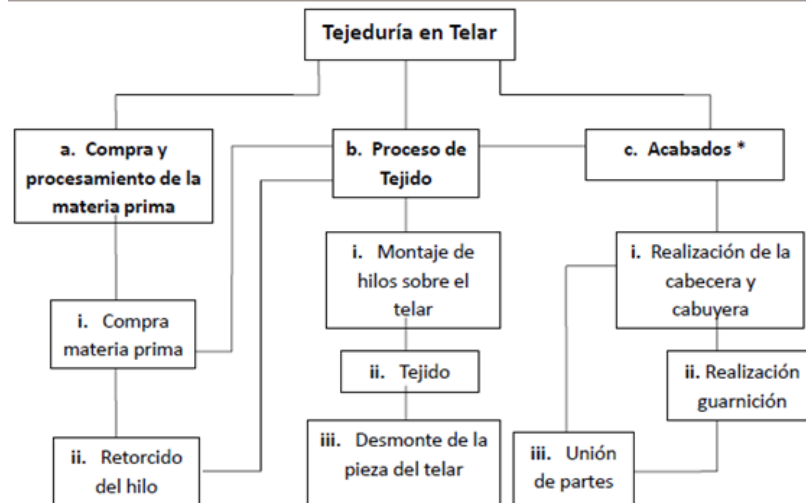 Tejeduría en Telar
a. Compra y
procesamiento de la
materia prima
b. Proceso de
Tejido
c. Acabados *
i. Compra
materia prima
ii. Retorcido
del hilo
i. Montaje de
hilos sobre el
telar
ii. Tejido
iii. Desmonte de la
pieza del telar
i. Realización de la
cabecera y
cabuyera
ii. Realización
guarnición
iii. Unión
de partes